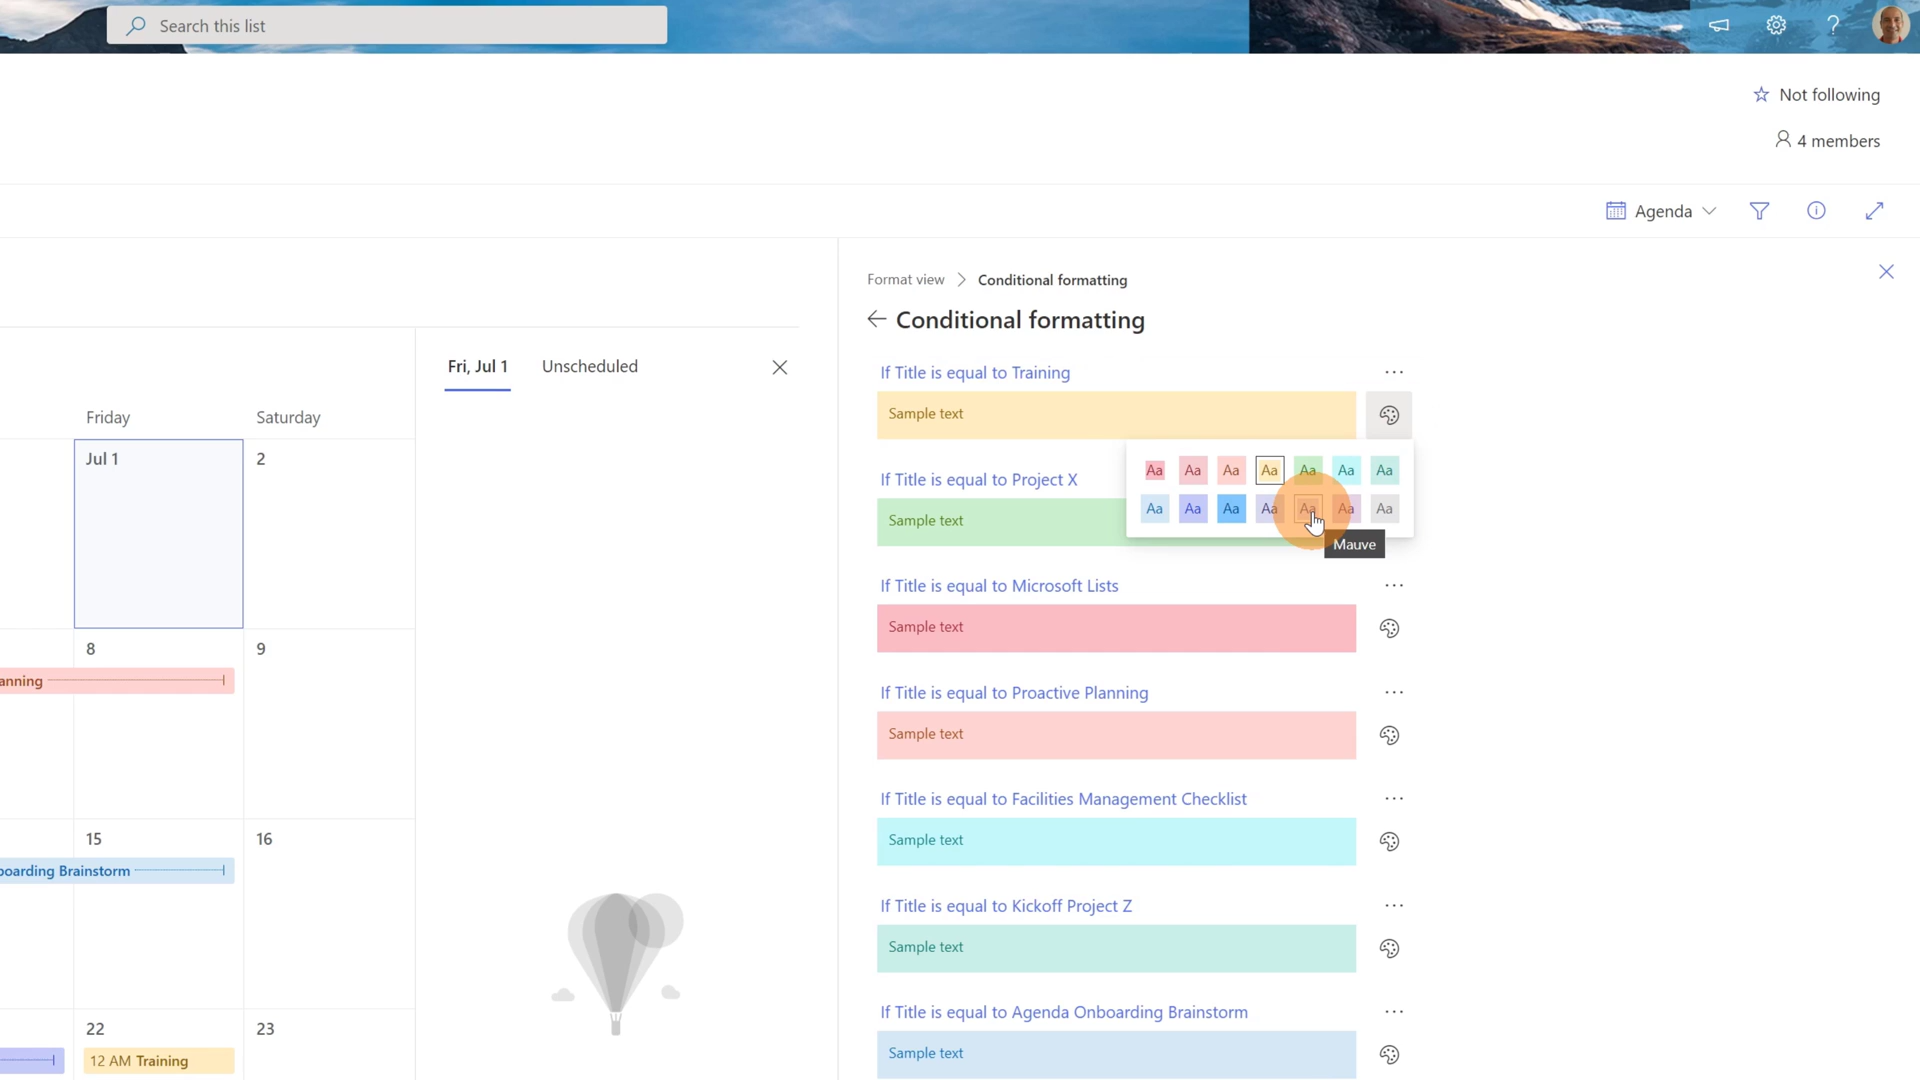 Search this list
Not following
4 members
Agenda
Format view > Conditional formatting
Conditional formatting
Fri, Jul 1 Unscheduled
Friday Saturday
Jul 1 2
8 9
anning
15 16
boarding Brainstorm
22 23
12 AM Training
If Title is equal to Training
Sample text
Aa Aa Aa Aa Aa Aa Aa
Aa Aa Aa Aa Aa Aa Aa
Mauve
If Title is equal to Project X
Sample text
If Title is equal to Microsoft Lists
Sample text
If Title is equal to Proactive Planning
Sample text
If Title is equal to Facilities Management Checklist
Sample text
If Title is equal to Kickoff Project Z
Sample text
If Title is equal to Agenda Onboarding Brainstorm
Sample text